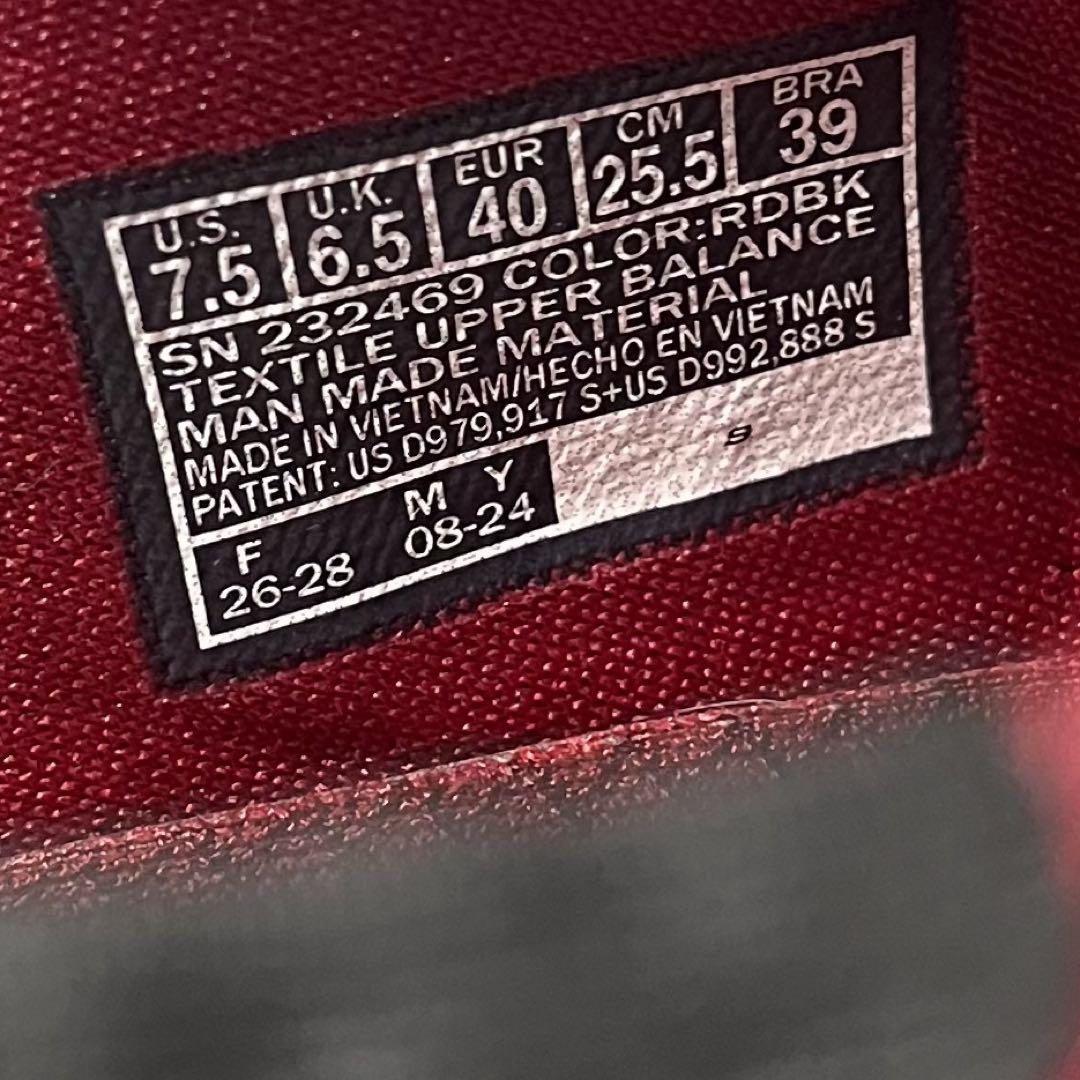 U.S. U.K. EUR CM BRA
7.5 6.5 40 25.5 39
SN 232469 COLOR:RDBK
TEXTILE UPPER BALANCE
MAN MADE MATERIAL
MADE IN VIETNAM/HECHO EN VIETNAM
PATENT: US D979,917 S+US D992,888 S
F M Y S
26-28 08-24